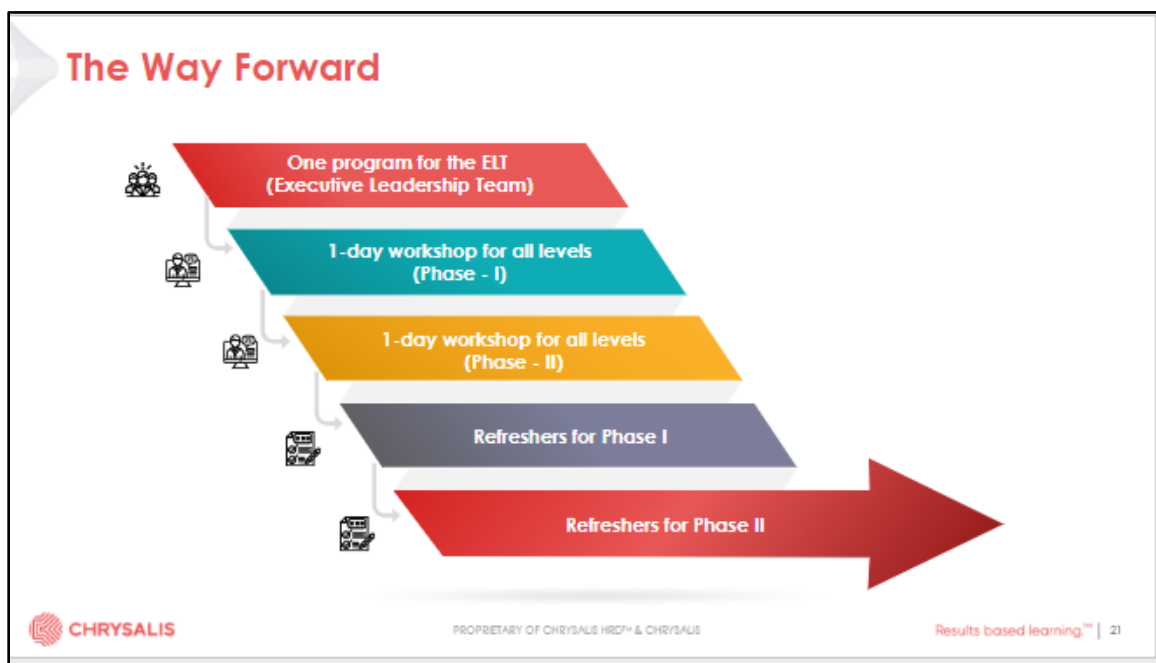 The Way Forward
One program for the ELT
(Executive Leadership Team)
1-day workshop for all levels
(Phase - I)
1-day workshop for all levels
(Phase - II)
Refreshers for Phase I
Refreshers for Phase II
CHRYSALIS
PROPRIETARY OF CHRYSALIS HRD™ & CHRYSALIS
Results based learning.™ | 21